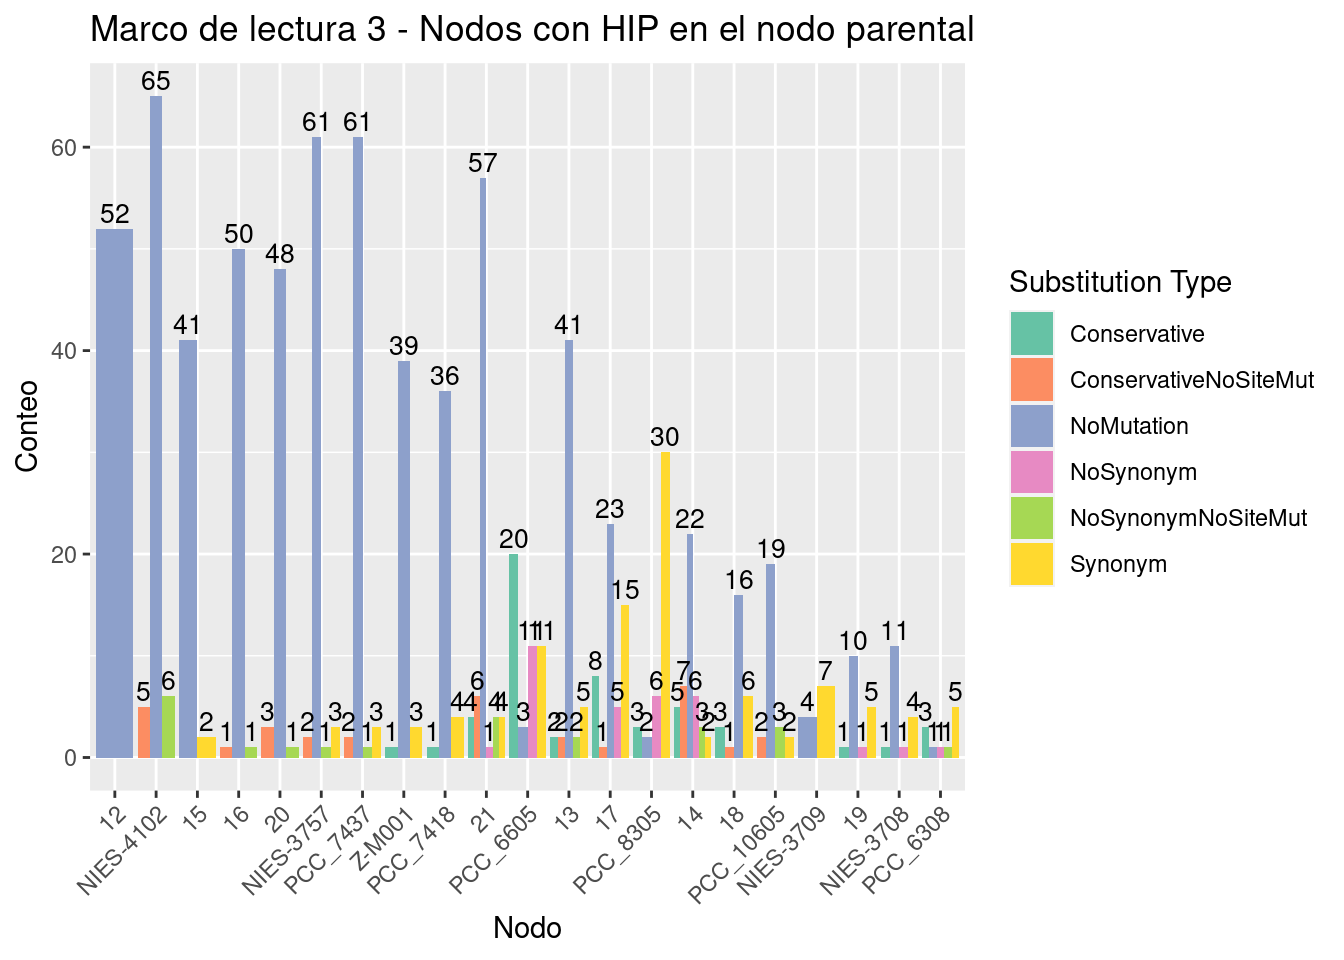 Marco de lectura 3 - Nodos con HIP en el nodo parental
Conteo
60
40
20
0
52
5 65 6
41 2
1 50 1
3 48 1
2 61 1 3
2 61 1 3
1 39 3
1 36 4
4 6 57 1 4 4
20 3 11 11
2 2 41 2 5
8 1 23 5 15
3 2 6 30
5 7 22 6 3 2
3 1 16 6
2 19 3 2
4 7
1 10 1 5
1 11 1 4
3 1 1 1 5
12
NIES-4102
15
16
20
NIES-3757
PCC_7437
Z-M001
PCC_7418
21
PCC_6605
13
17
PCC_8305
14
18
PCC_10605
NIES-3709
19
NIES-3708
PCC_6308
Nodo
Substitution Type
Conservative
ConservativeNoSiteMut
NoMutation
NoSynonym
NoSynonymNoSiteMut
Synonym